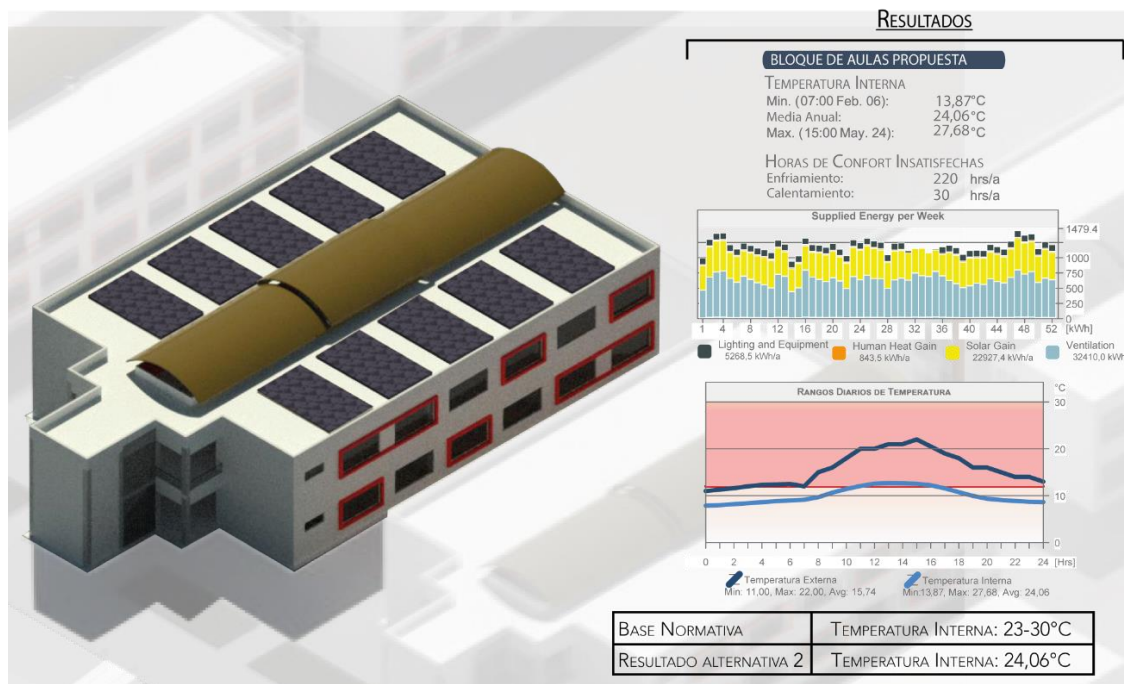 RESULTADOS
BLOQUE DE AULAS PROPUESTA
TEMPERATURA INTERNA
Min. (07:00 Feb. 06): 13,87°C
Media Anual: 24,06°C
Max. (15:00 May. 24): 27,68°C
HORAS DE CONFORT INSATISFECHAS
Enfriamiento: 220 hrs/a
Calentamiento: 30 hrs/a
Supplied Energy per Week
1479.4
1000
750
500
250
0
1 4 8 12 16 20 24 28 32 36 40 44 48 52 [kWh]
Lighting and Equipment Human Heat Gain Solar Gain Ventilation
5268,5 kWh/a 843,5 kWh/a 22927,4 kWh/a 32410,0 kWh
RANGOS DIARIOS DE TEMPERATURA
°C
30
20
10
0
0 2 4 6 8 10 12 14 16 18 20 22 24 [Hrs]
Temperatura Externa Temperatura Interna
Min: 11,00, Max: 22,00, Avg: 15,74 Min:13,87, Max: 27,68, Avg: 24,06
BASE NORMATIVA TEMPERATURA INTERNA: 23-30°C
RESULTADO ALTERNATIVA 2 TEMPERATURA INTERNA: 24,06°C